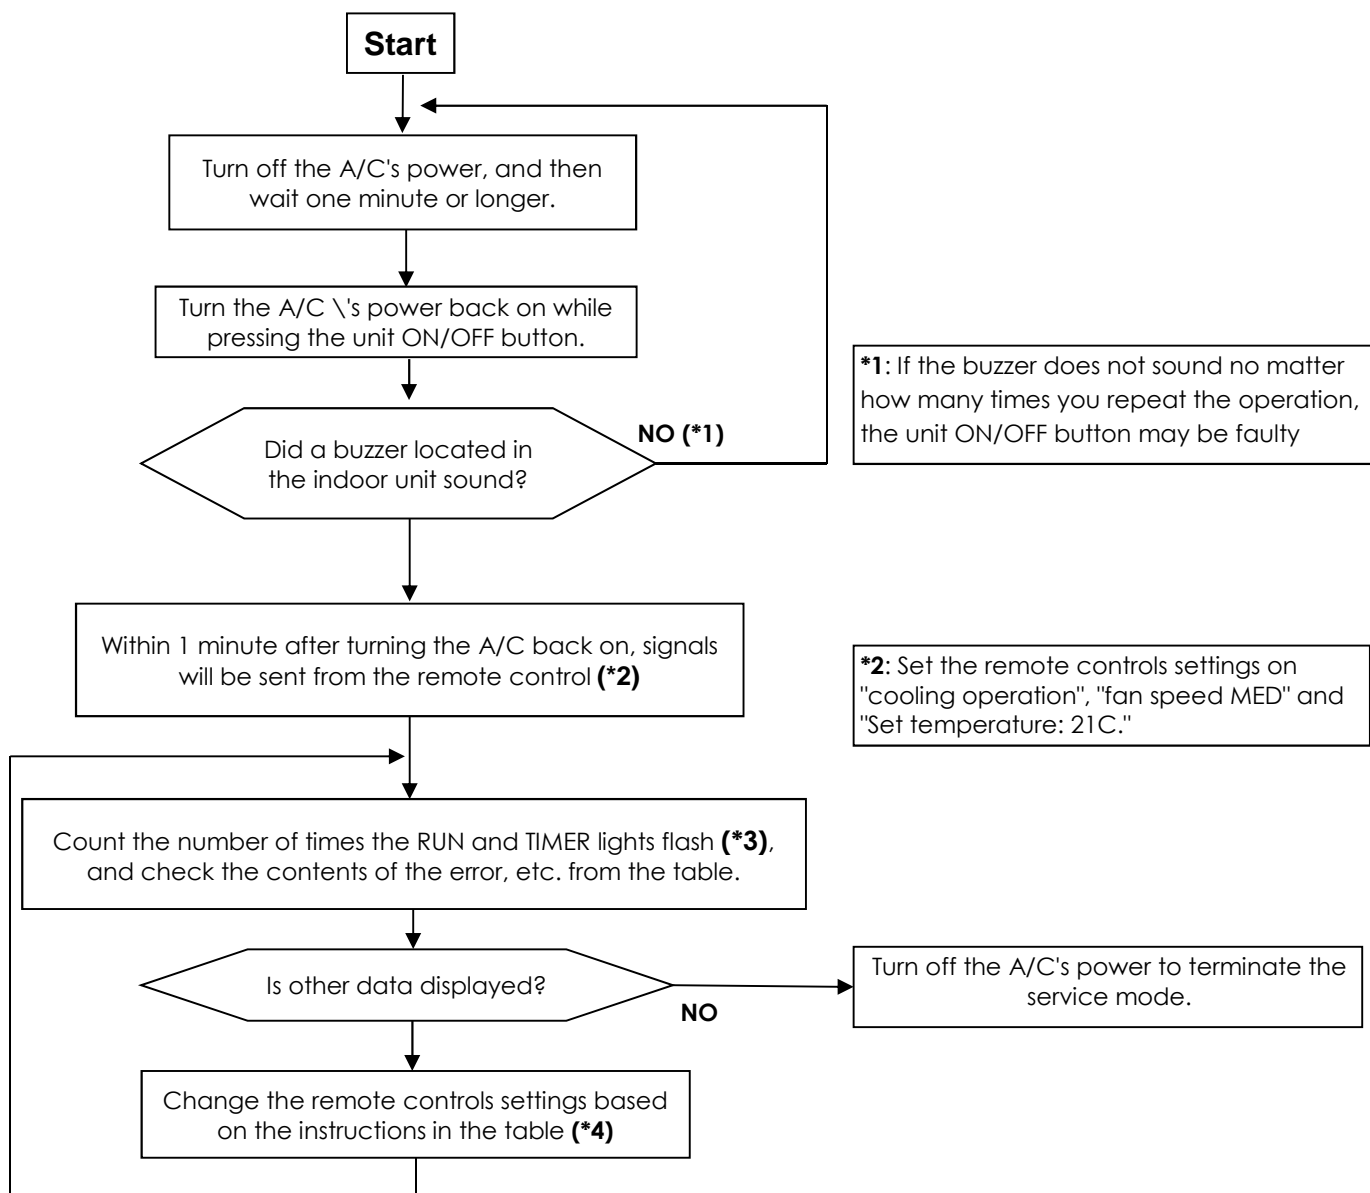 Start
Turn off the A/C's power, and then
wait one minute or longer.
Turn the A/C \'s power back on while
pressing the unit ON/OFF button.
Did a buzzer located in
the indoor unit sound?
NO (*1)
*1: If the buzzer does not sound no matter
how many times you repeat the operation,
the unit ON/OFF button may be faulty
Within 1 minute after turning the A/C back on, signals
will be sent from the remote control (*2)
*2: Set the remote controls settings on
"cooling operation", "fan speed MED" and
"Set temperature: 21C."
Count the number of times the RUN and TIMER lights flash (*3),
and check the contents of the error, etc. from the table.
Is other data displayed?
NO
Turn off the A/C's power to terminate the
service mode.
Change the remote controls settings based
on the instructions in the table (*4)